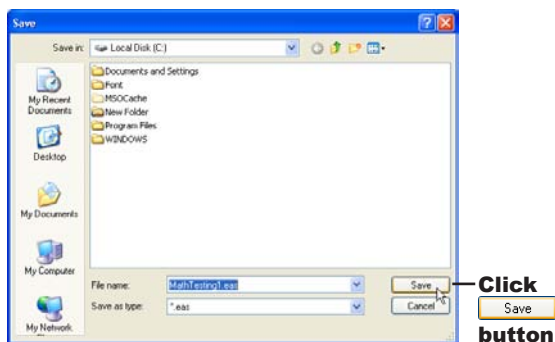 Save
Save in: Local Disk (C:)
My Recent
Documents
Desktop
My Documents
My Computer
My Network
Documents and Settings
Font
MSOCache
New Folder
Program Files
WINDOWS
File name: MathTesting1.eas Save
Save as type: *.eas Cancel
Click
Save
button